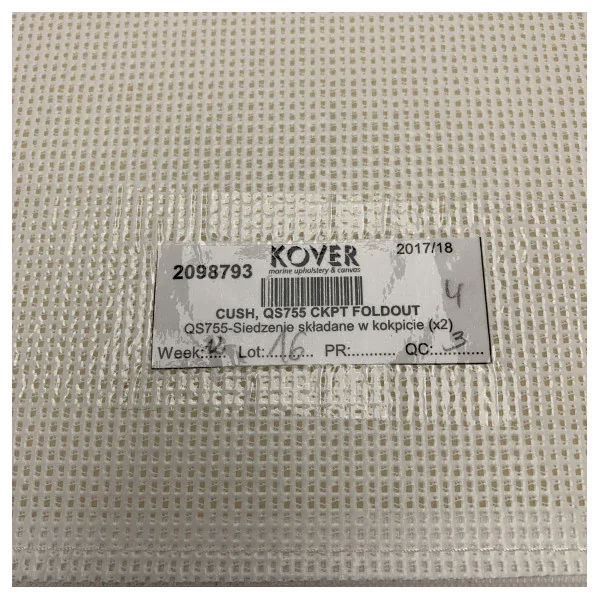 KOVER
2017/18
2098793
marine upholstery & canvas
CUSH, QS755 CKPT FOLDOUT
4
QS755-Siedzenie składane w kokpicie (x2)
Week:.... Lot:.16...... PR:........... QC:.3............